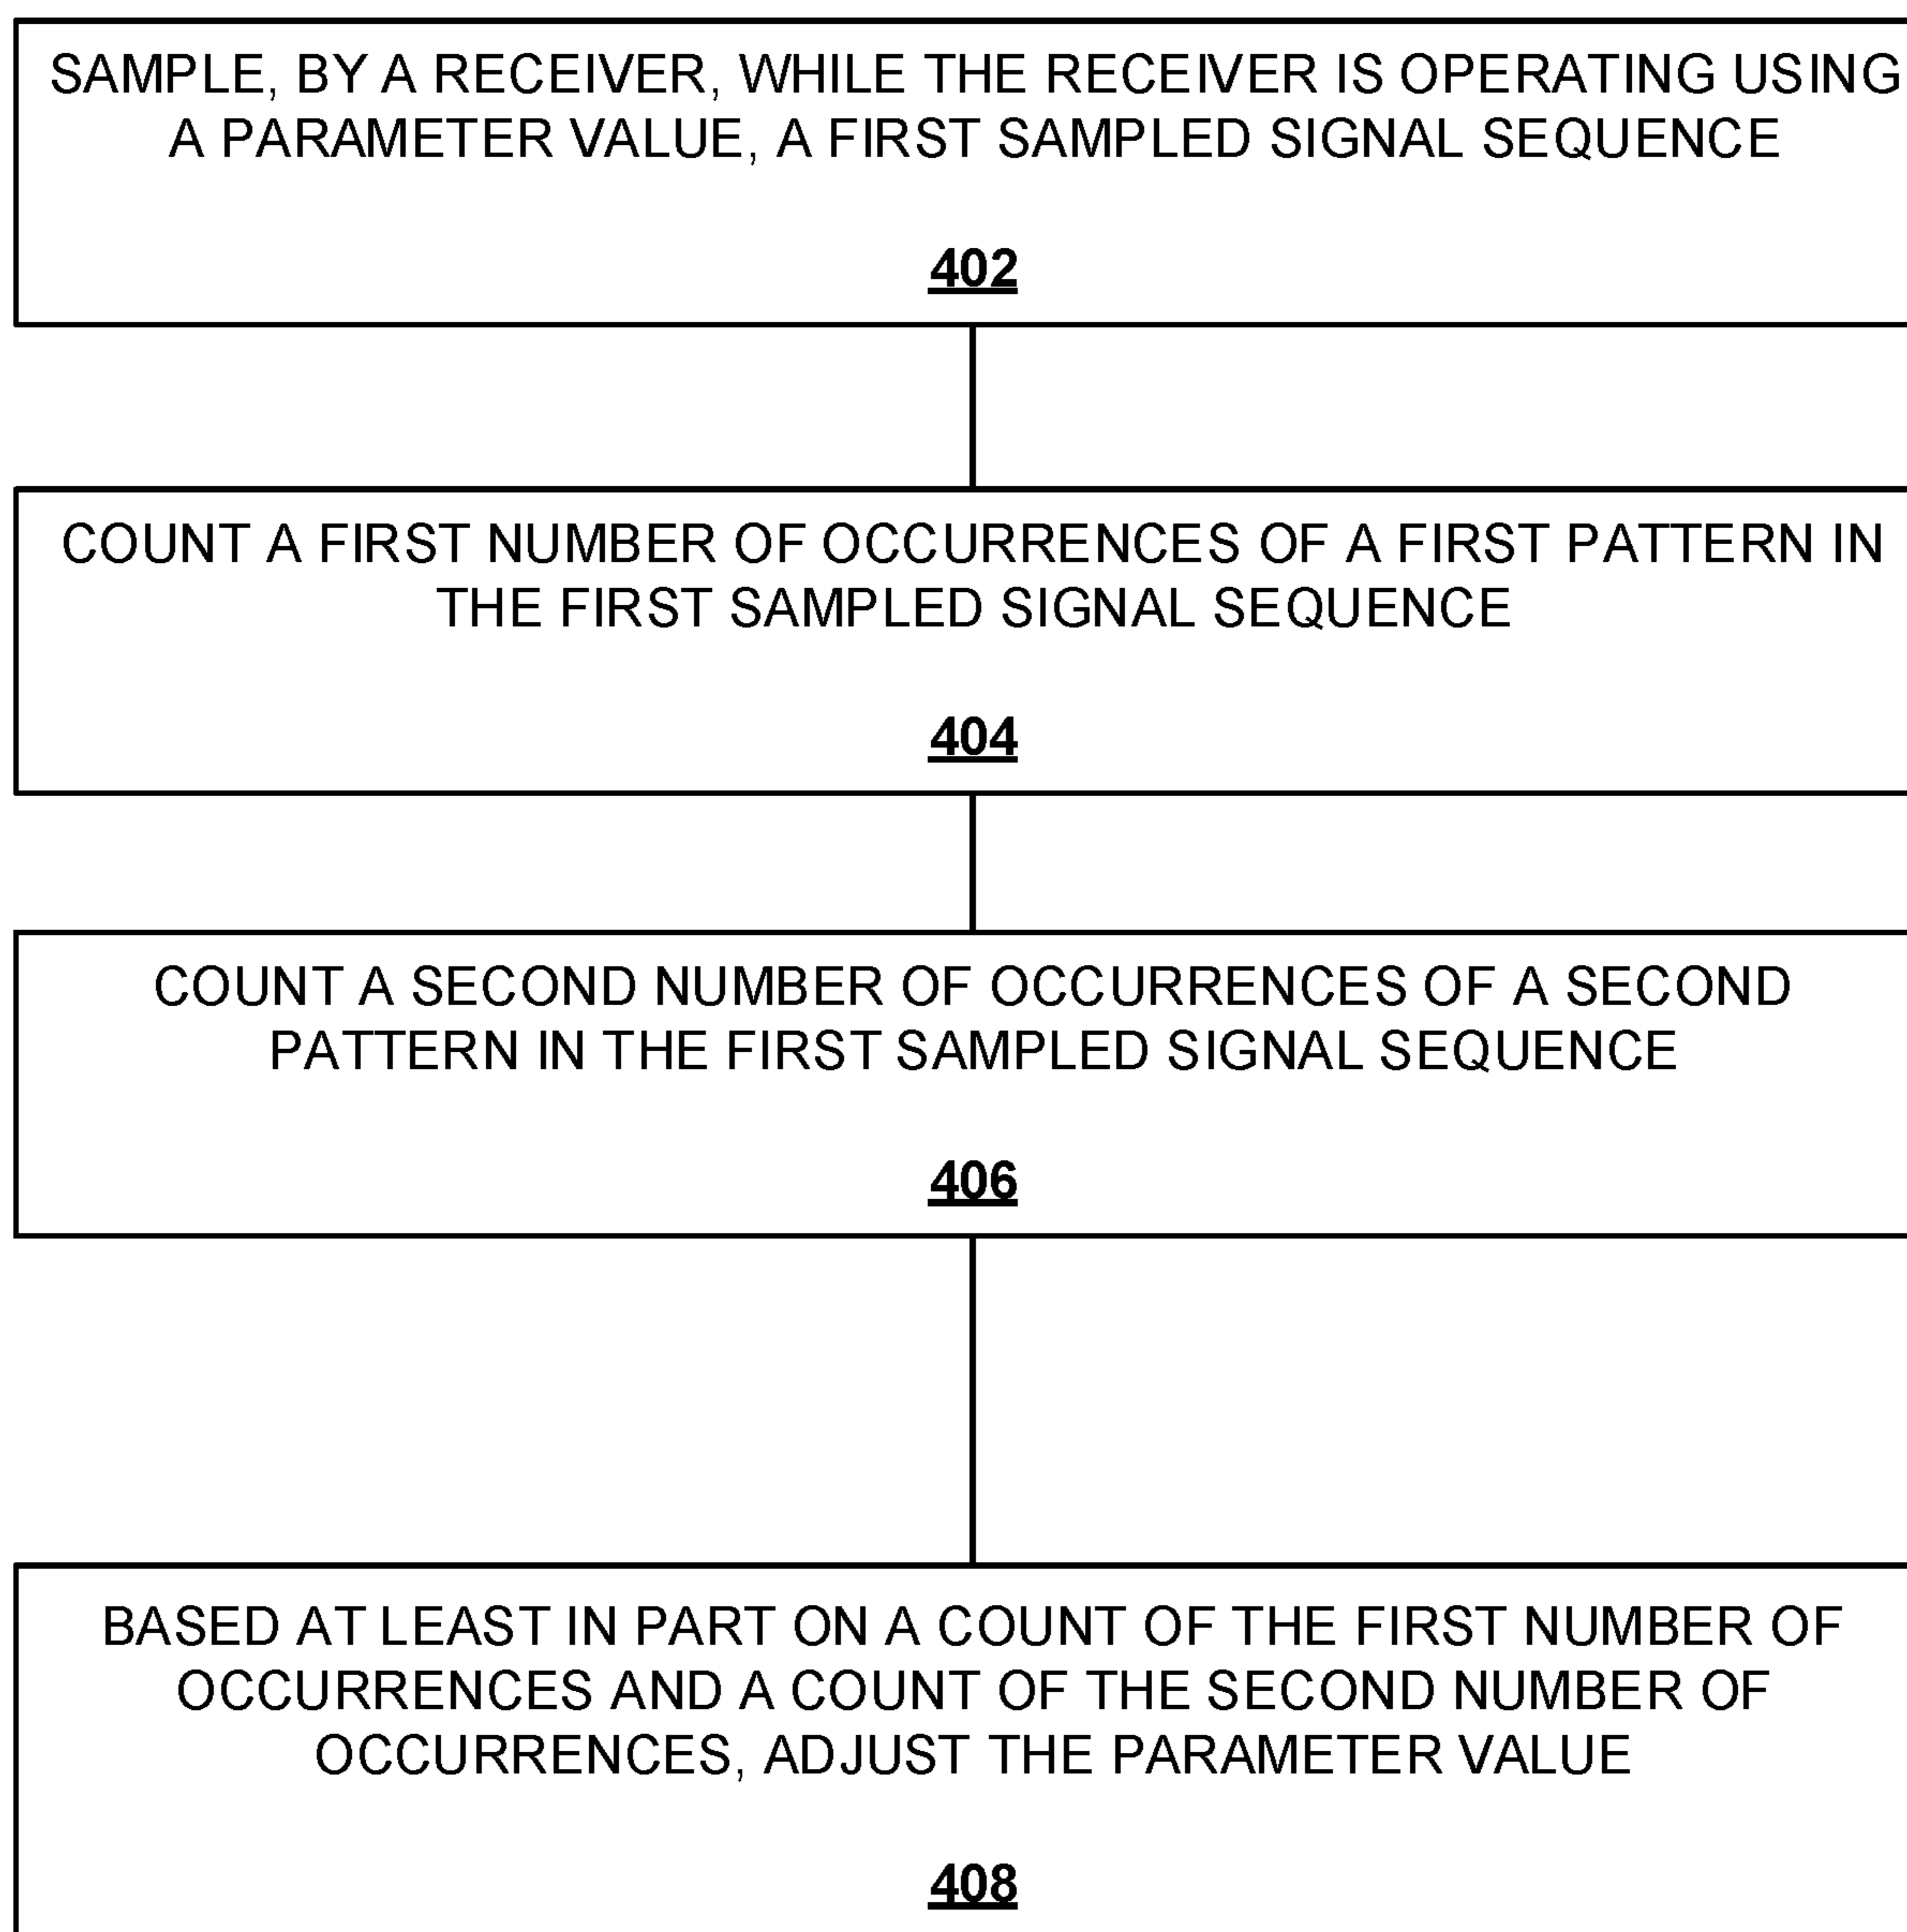 SAMPLE, BY A RECEIVER, WHILE THE RECEIVER IS OPERATING USING
A PARAMETER VALUE, A FIRST SAMPLED SIGNAL SEQUENCE
402
COUNT A FIRST NUMBER OF OCCURRENCES OF A FIRST PATTERN IN
THE FIRST SAMPLED SIGNAL SEQUENCE
404
COUNT A SECOND NUMBER OF OCCURRENCES OF A SECOND
PATTERN IN THE FIRST SAMPLED SIGNAL SEQUENCE
406
BASED AT LEAST IN PART ON A COUNT OF THE FIRST NUMBER OF
OCCURRENCES AND A COUNT OF THE SECOND NUMBER OF
OCCURRENCES, ADJUST THE PARAMETER VALUE
408